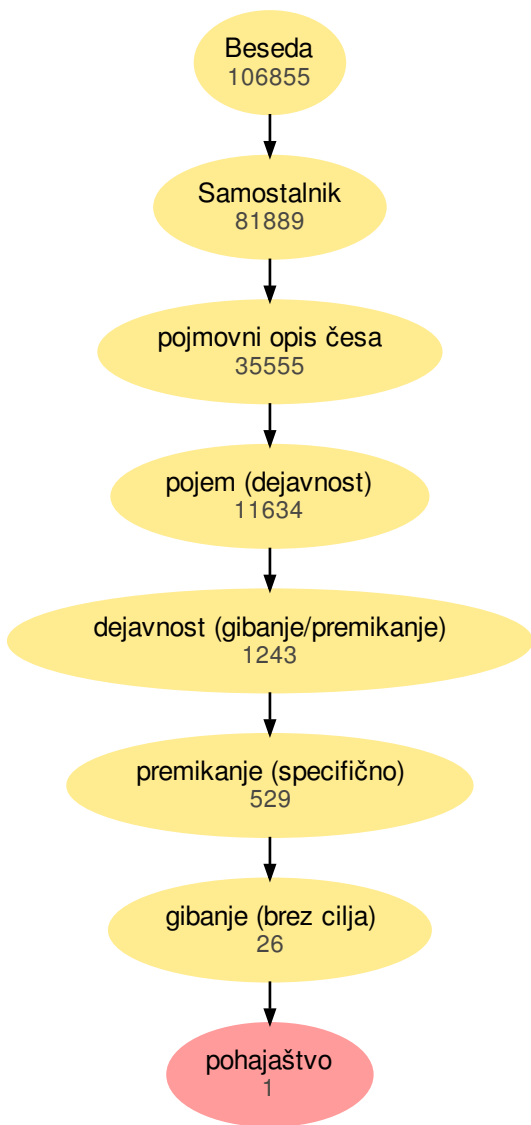 Beseda
106855
Samostalnik
81889
pojmovni opis česa
35555
pojem (dejavnost)
11634
dejavnost (gibanje/premikanje)
1243
premikanje (specifično)
529
gibanje (brez cilja)
26
pohajaštvo
1